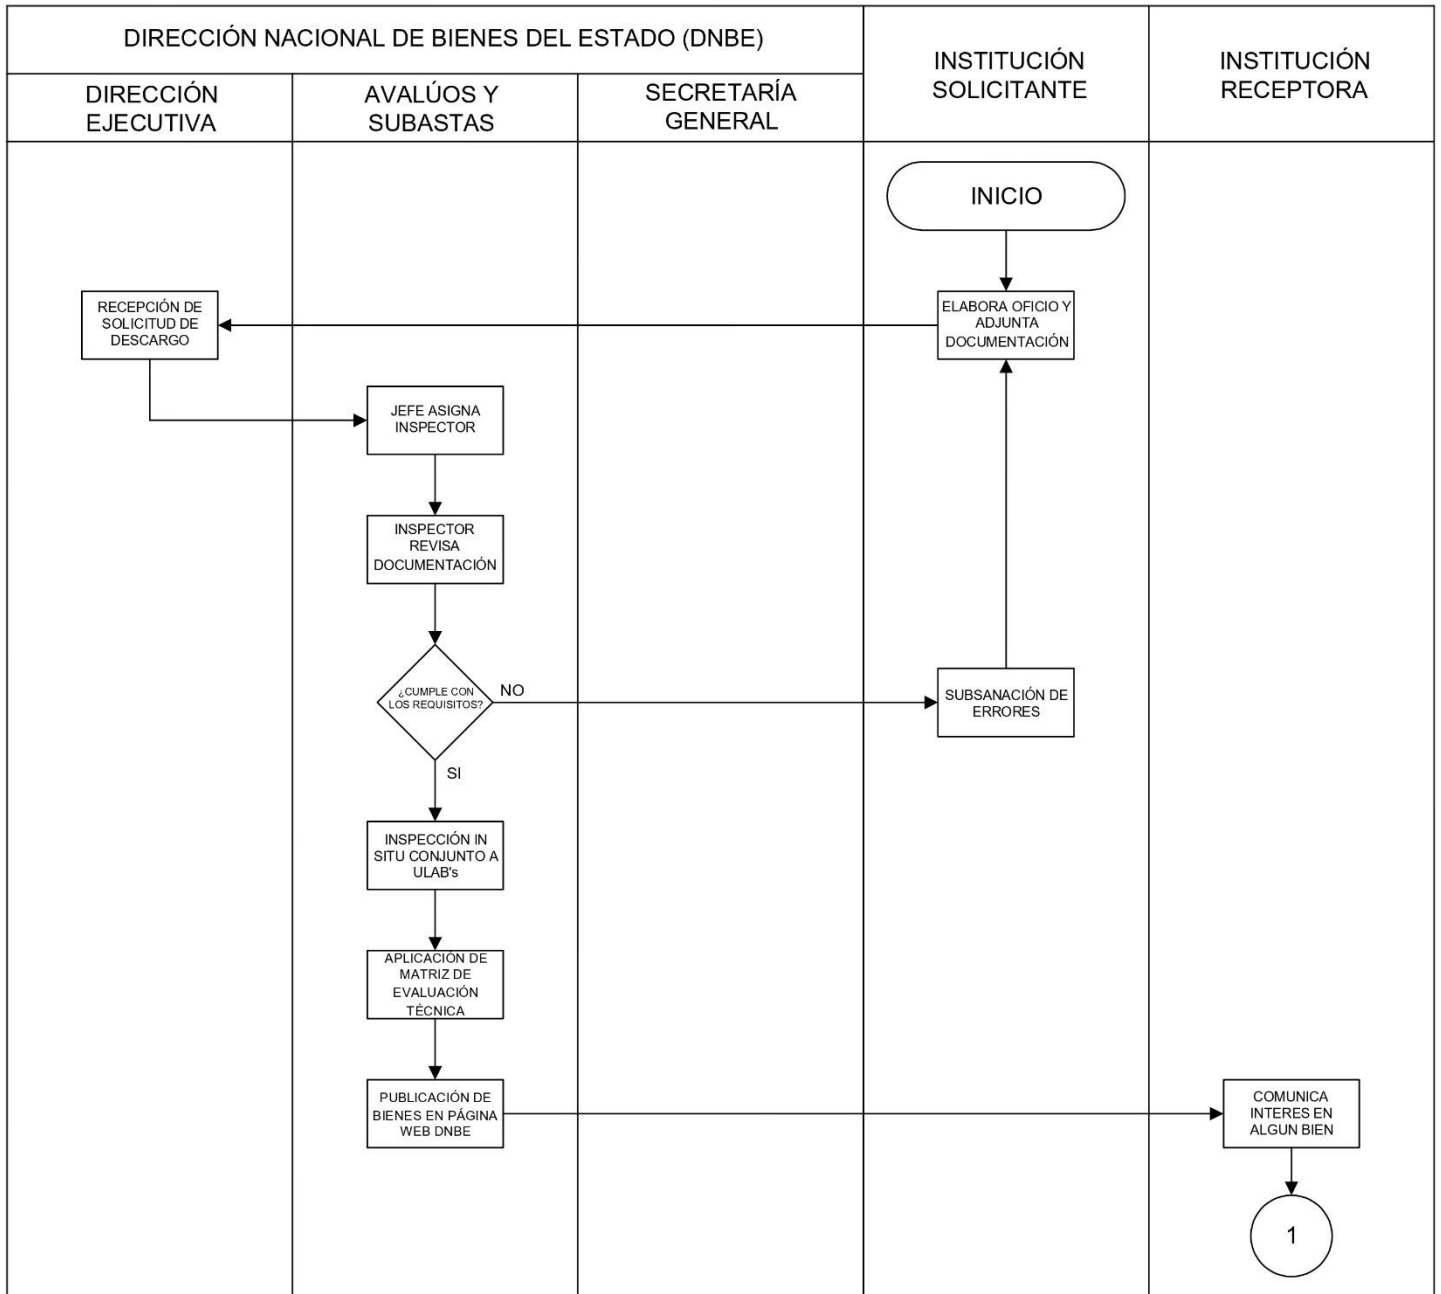 DIRECCIÓN NACIONAL DE BIENES DEL ESTADO (DNBE)
INSTITUCIÓN
SOLICITANTE
INSTITUCIÓN
RECEPTORA
DIRECCIÓN
EJECUTIVA
AVALÚOS Y
SUBASTAS
SECRETARÍA
GENERAL
INICIO
RECEPCIÓN DE
SOLICITUD DE
DESCARGO
ELABORA OFICIO Y
ADJUNTA
DOCUMENTACIÓN
JEFE ASIGNA
INSPECTOR
INSPECTOR
REVISA
DOCUMENTACIÓN
¿CUMPLE CON
LOS REQUISITOS?
NO
SUBSANACIÓN DE
ERRORES
SI
INSPECCIÓN IN
SITU CONJUNTO A
ULAB's
APLICACIÓN DE
MATRIZ DE
EVALUACIÓN
TÉCNICA
PUBLICACIÓN DE
BIENES EN PÁGINA
WEB DNBE
COMUNICA
INTERES EN
ALGUN BIEN
1